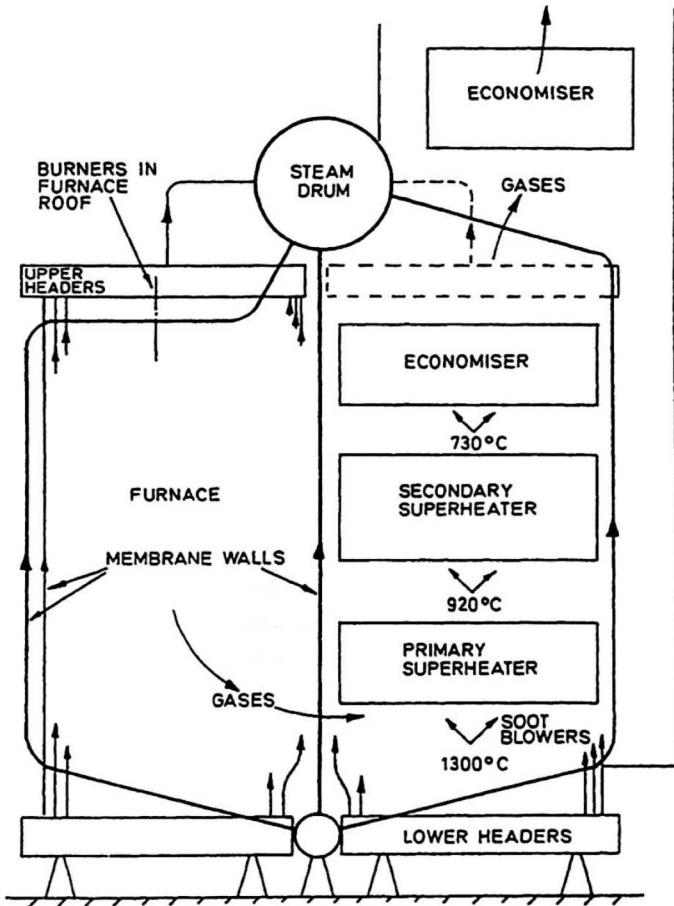 ECONOMISER
STEAM
DRUM
BURNERS IN
FURNACE
ROOF
GASES
UPPER
HEADERS
ECONOMISER
730°C
FURNACE
SECONDARY
SUPERHEATER
MEMBRANE WALLS
920°C
PRIMARY
SUPERHEATER
GASES
SOOT
BLOWERS
1300°C
LOWER HEADERS